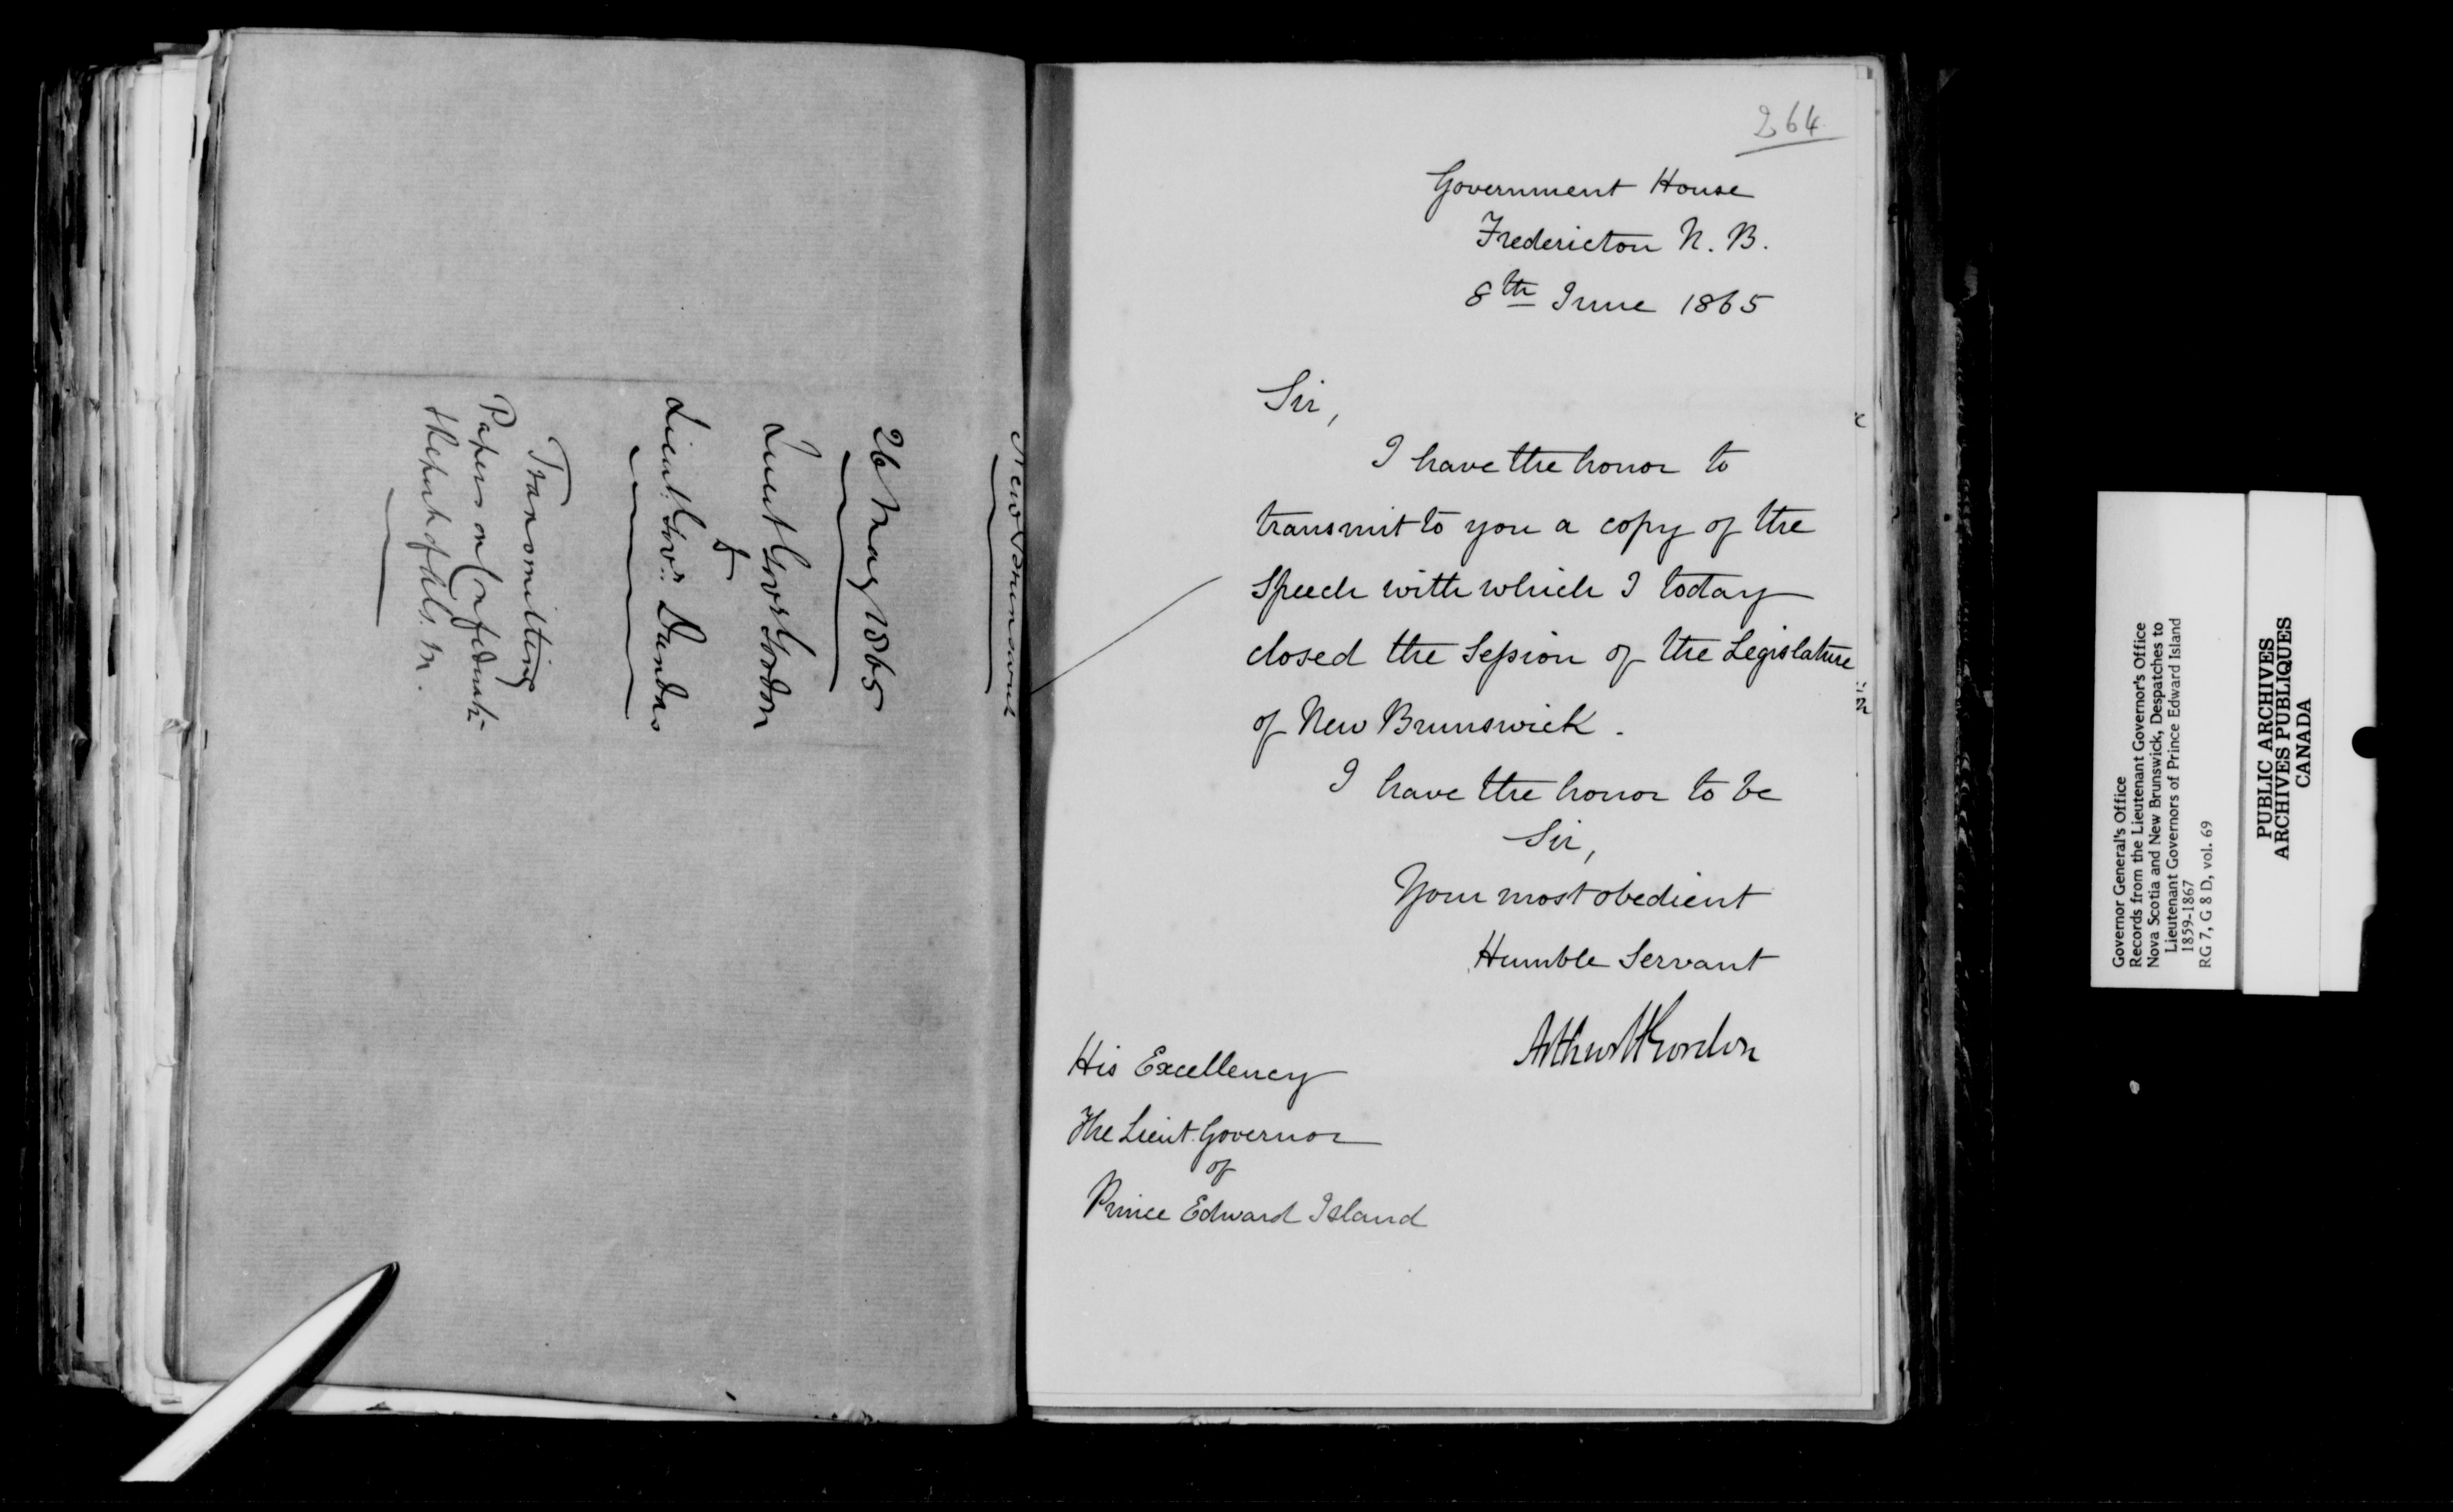 New Brunswick
26 May 1865
Lieut Govr Gordon
to
Lieut. Govr. Dundas
Transmitting
Papers on Confederati-
264
Government House
Fredericton N. B.
8th June 1865
Sir,
I have the honor to
transmit to you a copy of the
Speech with which I today
closed the Session of the Legislature
of New Brunswick.
I have the honor to be
Sir,
Your most obedient
Humble Servant
Arthur H Gordon
His Excellency
The Lieut. Governor
of
Prince Edward Island
Governor General's Office
Records from the Lieutenant Governor's Office
Nova Scotia and New Brunswick, Despatches to
Lieutenant Governors of Prince Edward Island
1859-1867
RG 7, G 8 D, vol. 69
PUBLIC ARCHIVES
ARCHIVES PUBLIQUES
CANADA